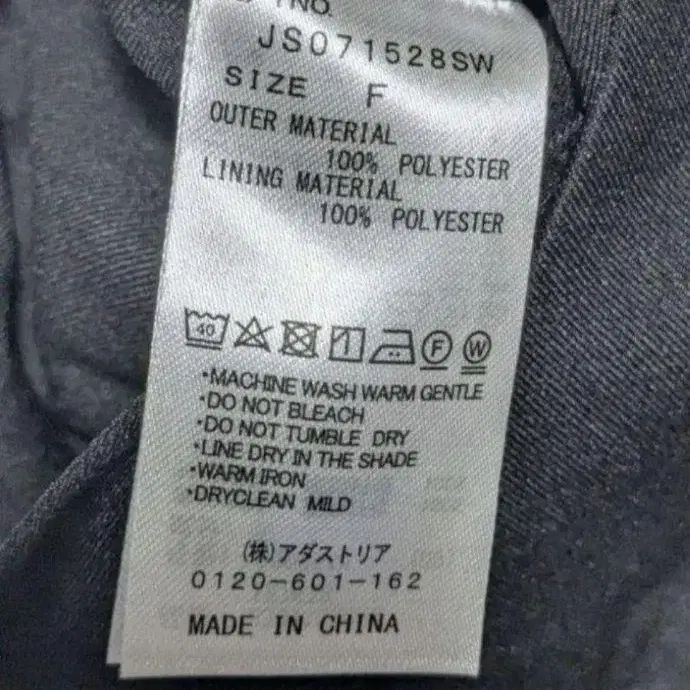 NO.
JS071528SW
SIZE F
OUTER MATERIAL
100% POLYESTER
LINING MATERIAL
100% POLYESTER
40 F W
・MACHINE WASH WARM GENTLE
・DO NOT BLEACH
・DO NOT TUMBLE DRY
・LINE DRY IN THE SHADE
・WARM IRON
・DRYCLEAN MILD
(株)アダストリア
0120-601-162
MADE IN CHINA